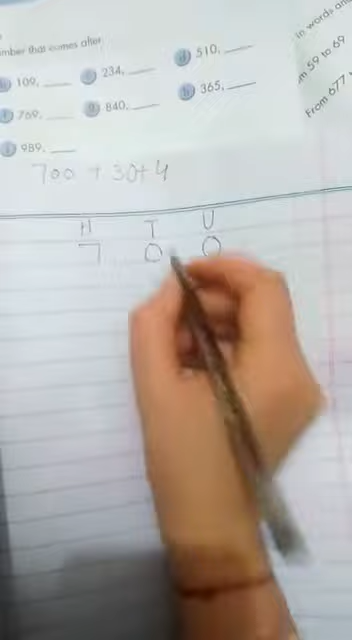 mber that comes after
b 109, ___ c 234, ___ d 510, ___
f 769, ___ g 840, ___ h 365, ___
989, ___
in words an
m 59 to 69
From 677
700 + 30+4
H T U
7 0 0